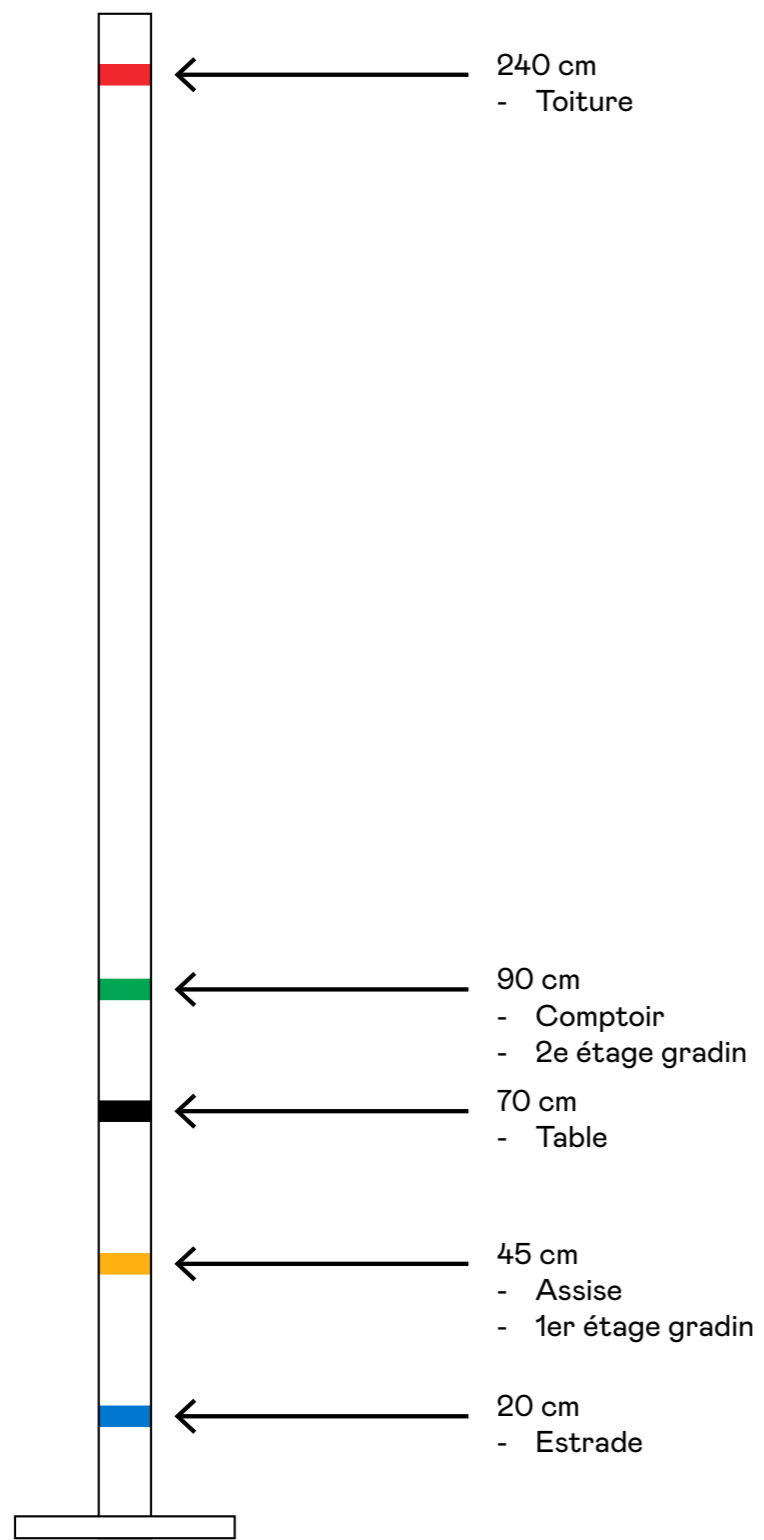 240 cm
- Toiture
90 cm
- Comptoir
- 2e étage gradin
70 cm
- Table
45 cm
- Assise
- 1er étage gradin
20 cm
- Estrade